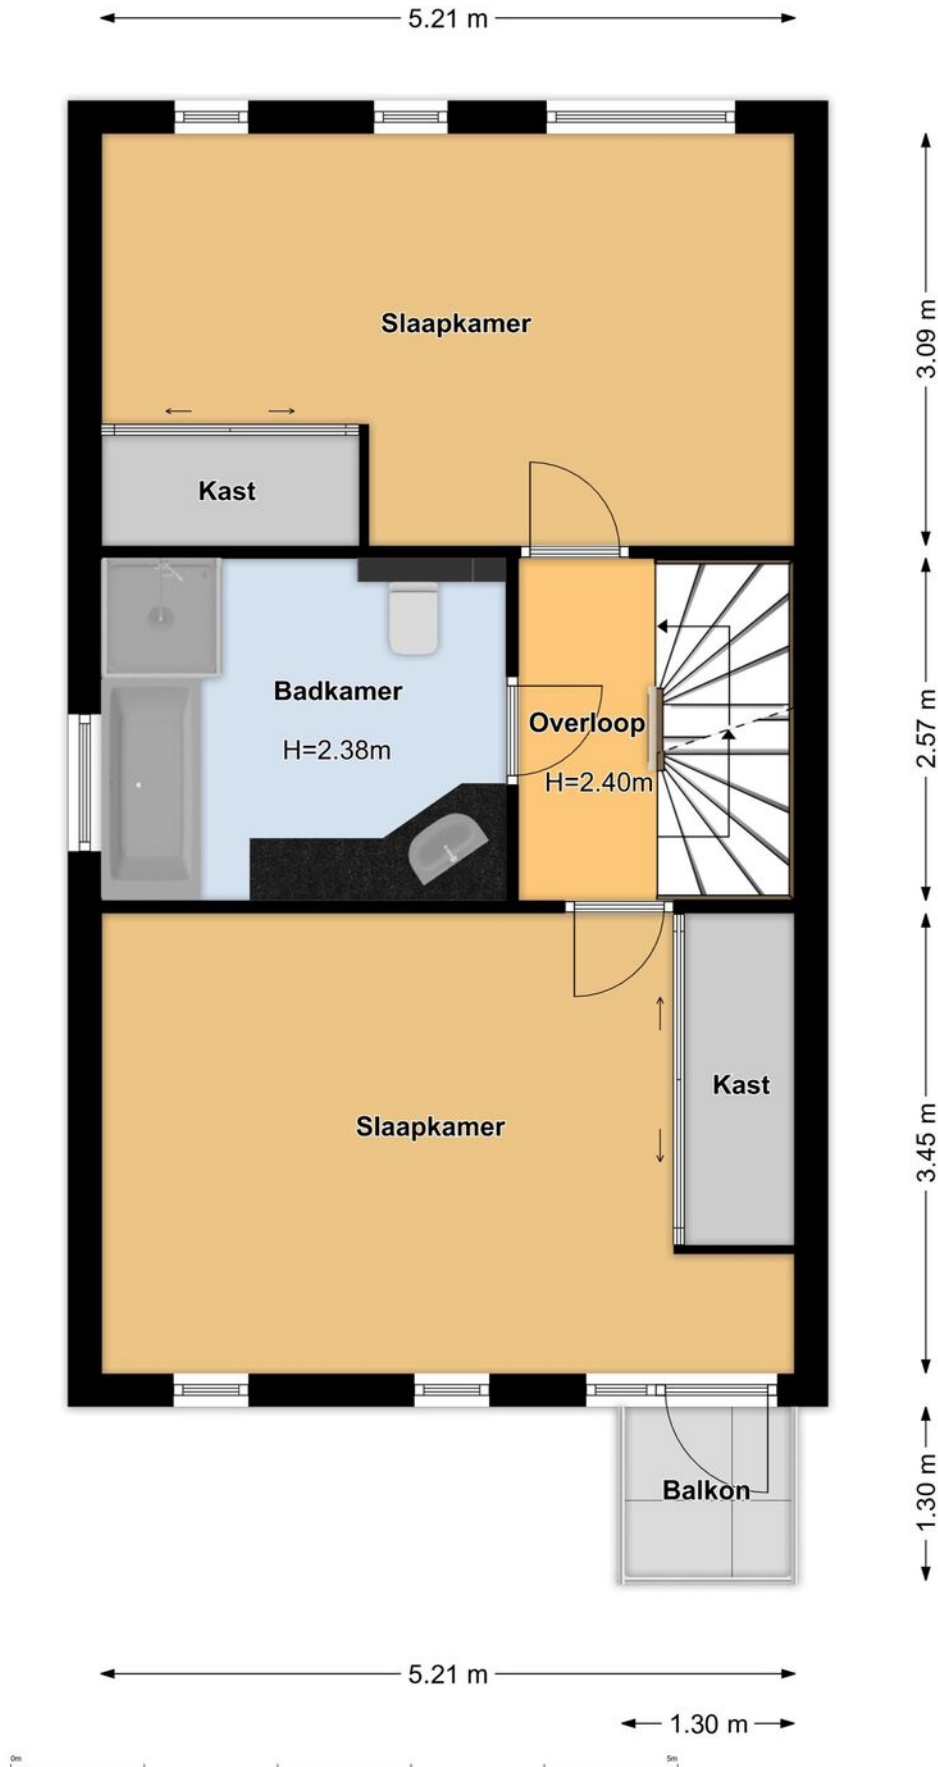 5.21 m
3.09 m
Slaapkamer
Kast
Badkamer
H=2.38m
Overloop
H=2.40m
2.57 m
Kast
Slaapkamer
3.45 m
Balkon
1.30 m
5.21 m
1.30 m
0m
5m